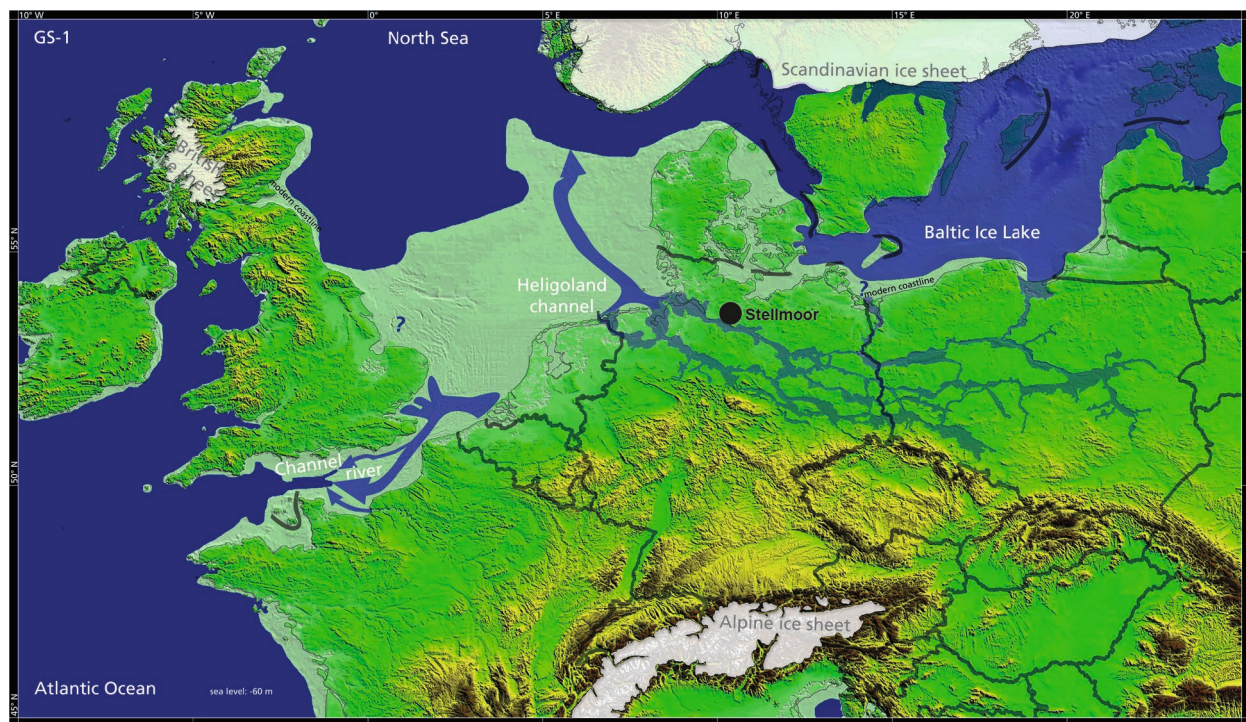 10° W
5° W
0°
5° E
10° E
15° E
20° E
GS-1
North Sea
Scandinavian ice sheet
British
ice sheet
modern coastline
55° N
Baltic Ice Lake
Heligoland
channel
?
modern coastline
?
Stellmoor
Channel
river
50° N
Alpine ice sheet
Atlantic Ocean
sea level: -60 m
45° N